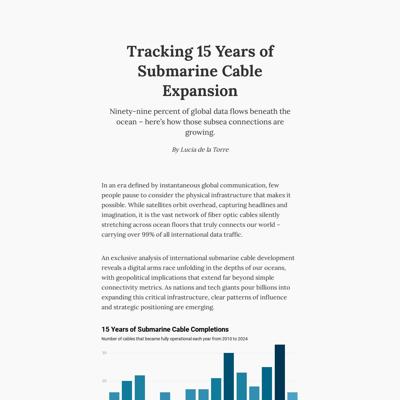 Tracking 15 Years of
Submarine Cable
Expansion
Ninety-nine percent of global data flows beneath the
ocean – here's how those subsea connections are
growing.
By Lucia de la Torre
In an era defined by instantaneous global communication, few
people pause to consider the physical infrastructure that makes it
possible. While satellites orbit overhead, capturing headlines and
imagination, it is the vast network of fiber optic cables silently
stretching across ocean floors that truly connects our world –
carrying over 99% of all international data traffic.
An exclusive analysis of international submarine cable development
reveals a digital arms race unfolding in the depths of our oceans,
with geopolitical implications that extend far beyond simple
connectivity metrics. As nations and tech giants pour billions into
expanding this critical infrastructure, clear patterns of influence
and strategic positioning are emerging.
15 Years of Submarine Cable Completions
Number of cables that became fully operational each year from 2010 to 2024
30
20